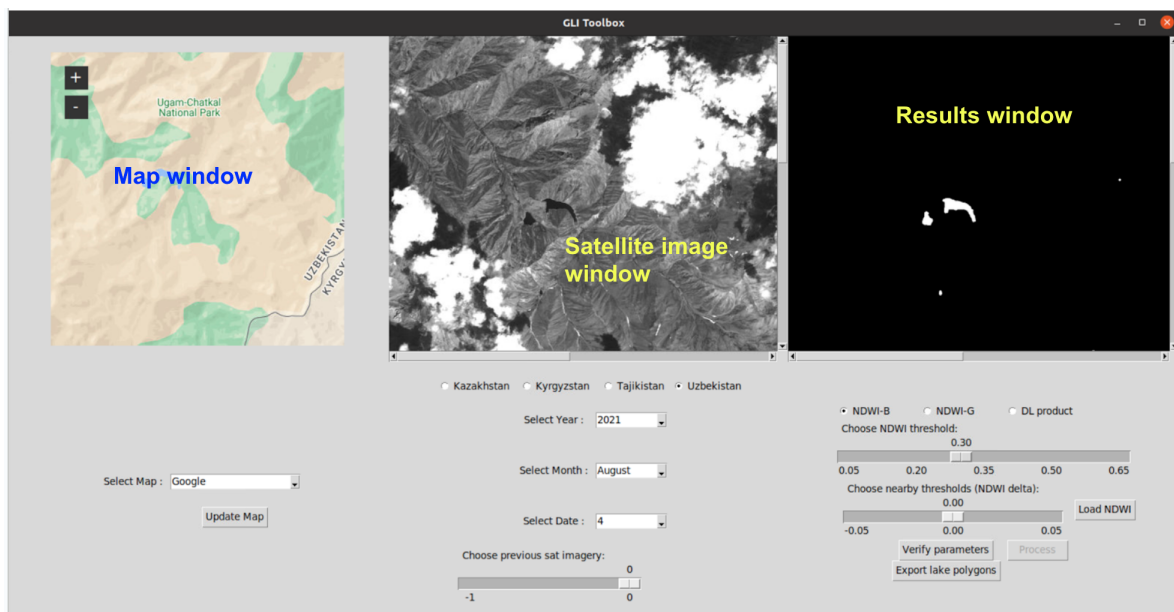 GLI Toolbox
+
-
Ugam-Chatkal
National Park
Map window
UZBEKISTAN
KYRGYZ
Satellite image
window
Results window
Kazakhstan
Kyrgyzstan
Tajikistan
Uzbekistan
Select Year :
2021
Select Month :
August
Select Date :
4
Choose previous sat imagery:
0
-1
0
Select Map :
Google
Update Map
NDWI-B
NDWI-G
DL product
Choose NDWI threshold:
0.30
0.05
0.20
0.35
0.50
0.65
Choose nearby thresholds (NDWI delta):
0.00
-0.05
0.00
0.05
Load NDWI
Verify parameters
Process
Export lake polygons